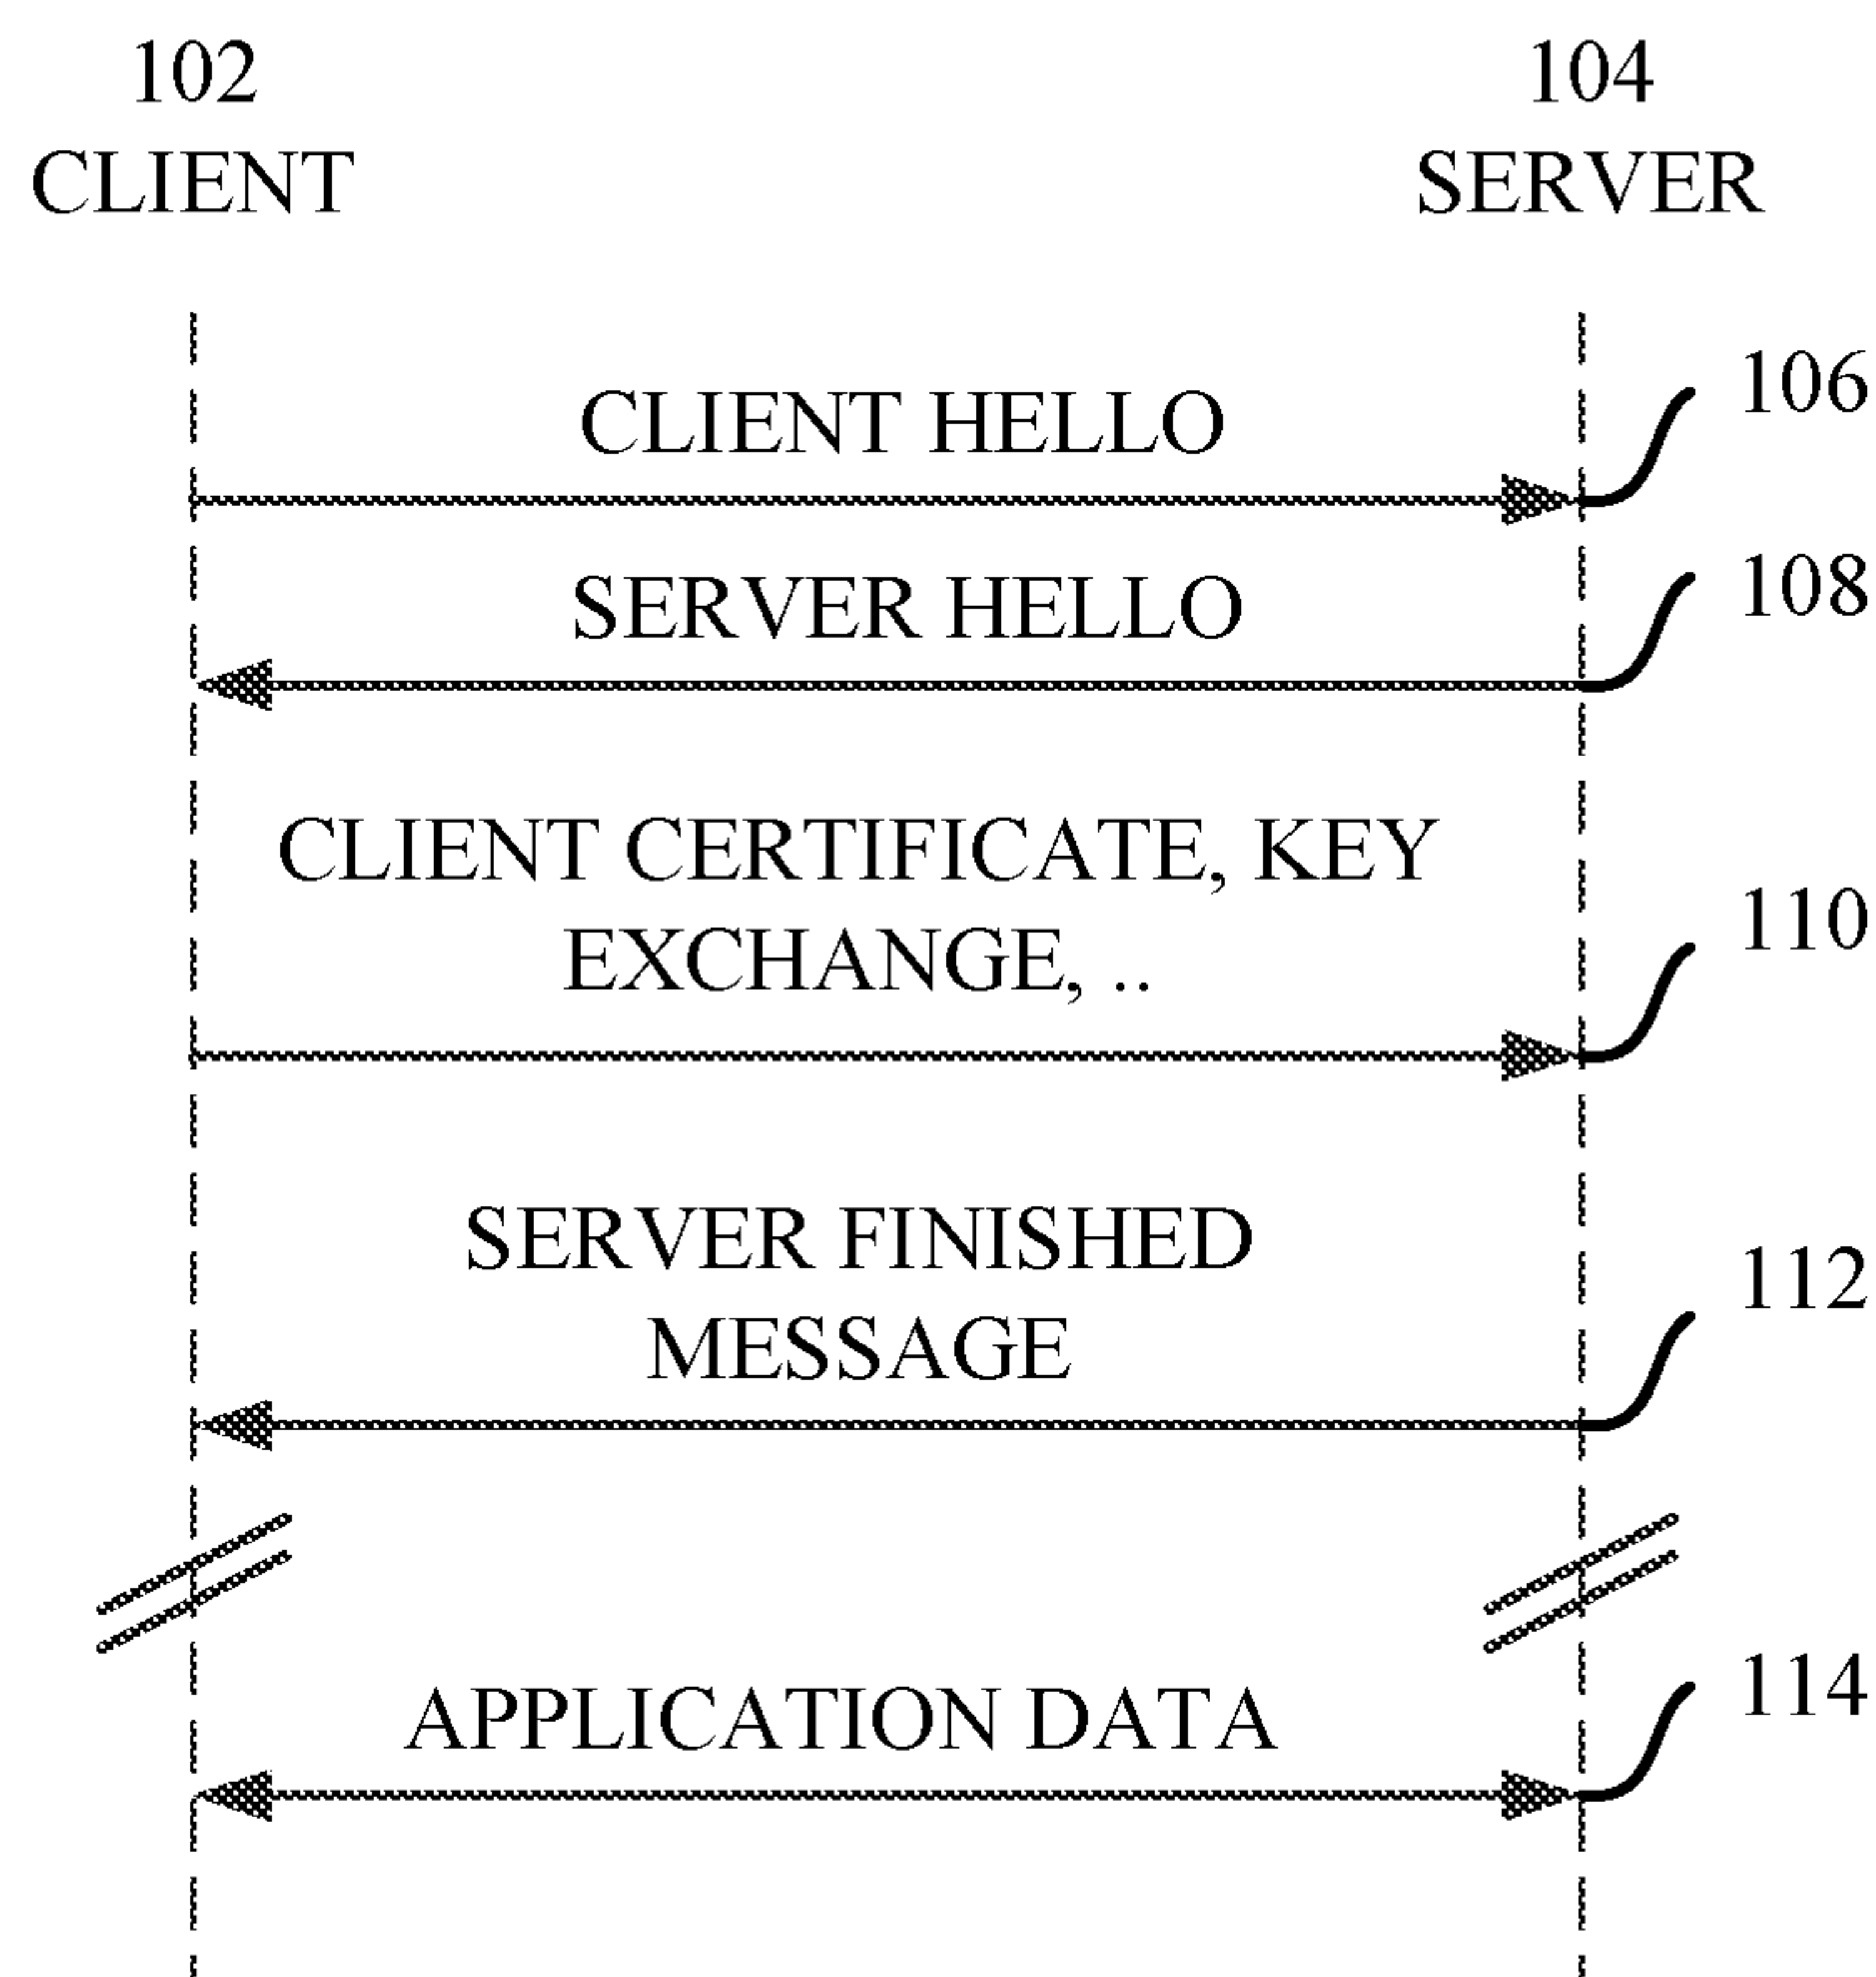 102
CLIENT
104
SERVER
106
CLIENT HELLO
108
SERVER HELLO
CLIENT CERTIFICATE, KEY
EXCHANGE, ..
110
SERVER FINISHED
MESSAGE
112
APPLICATION DATA
114